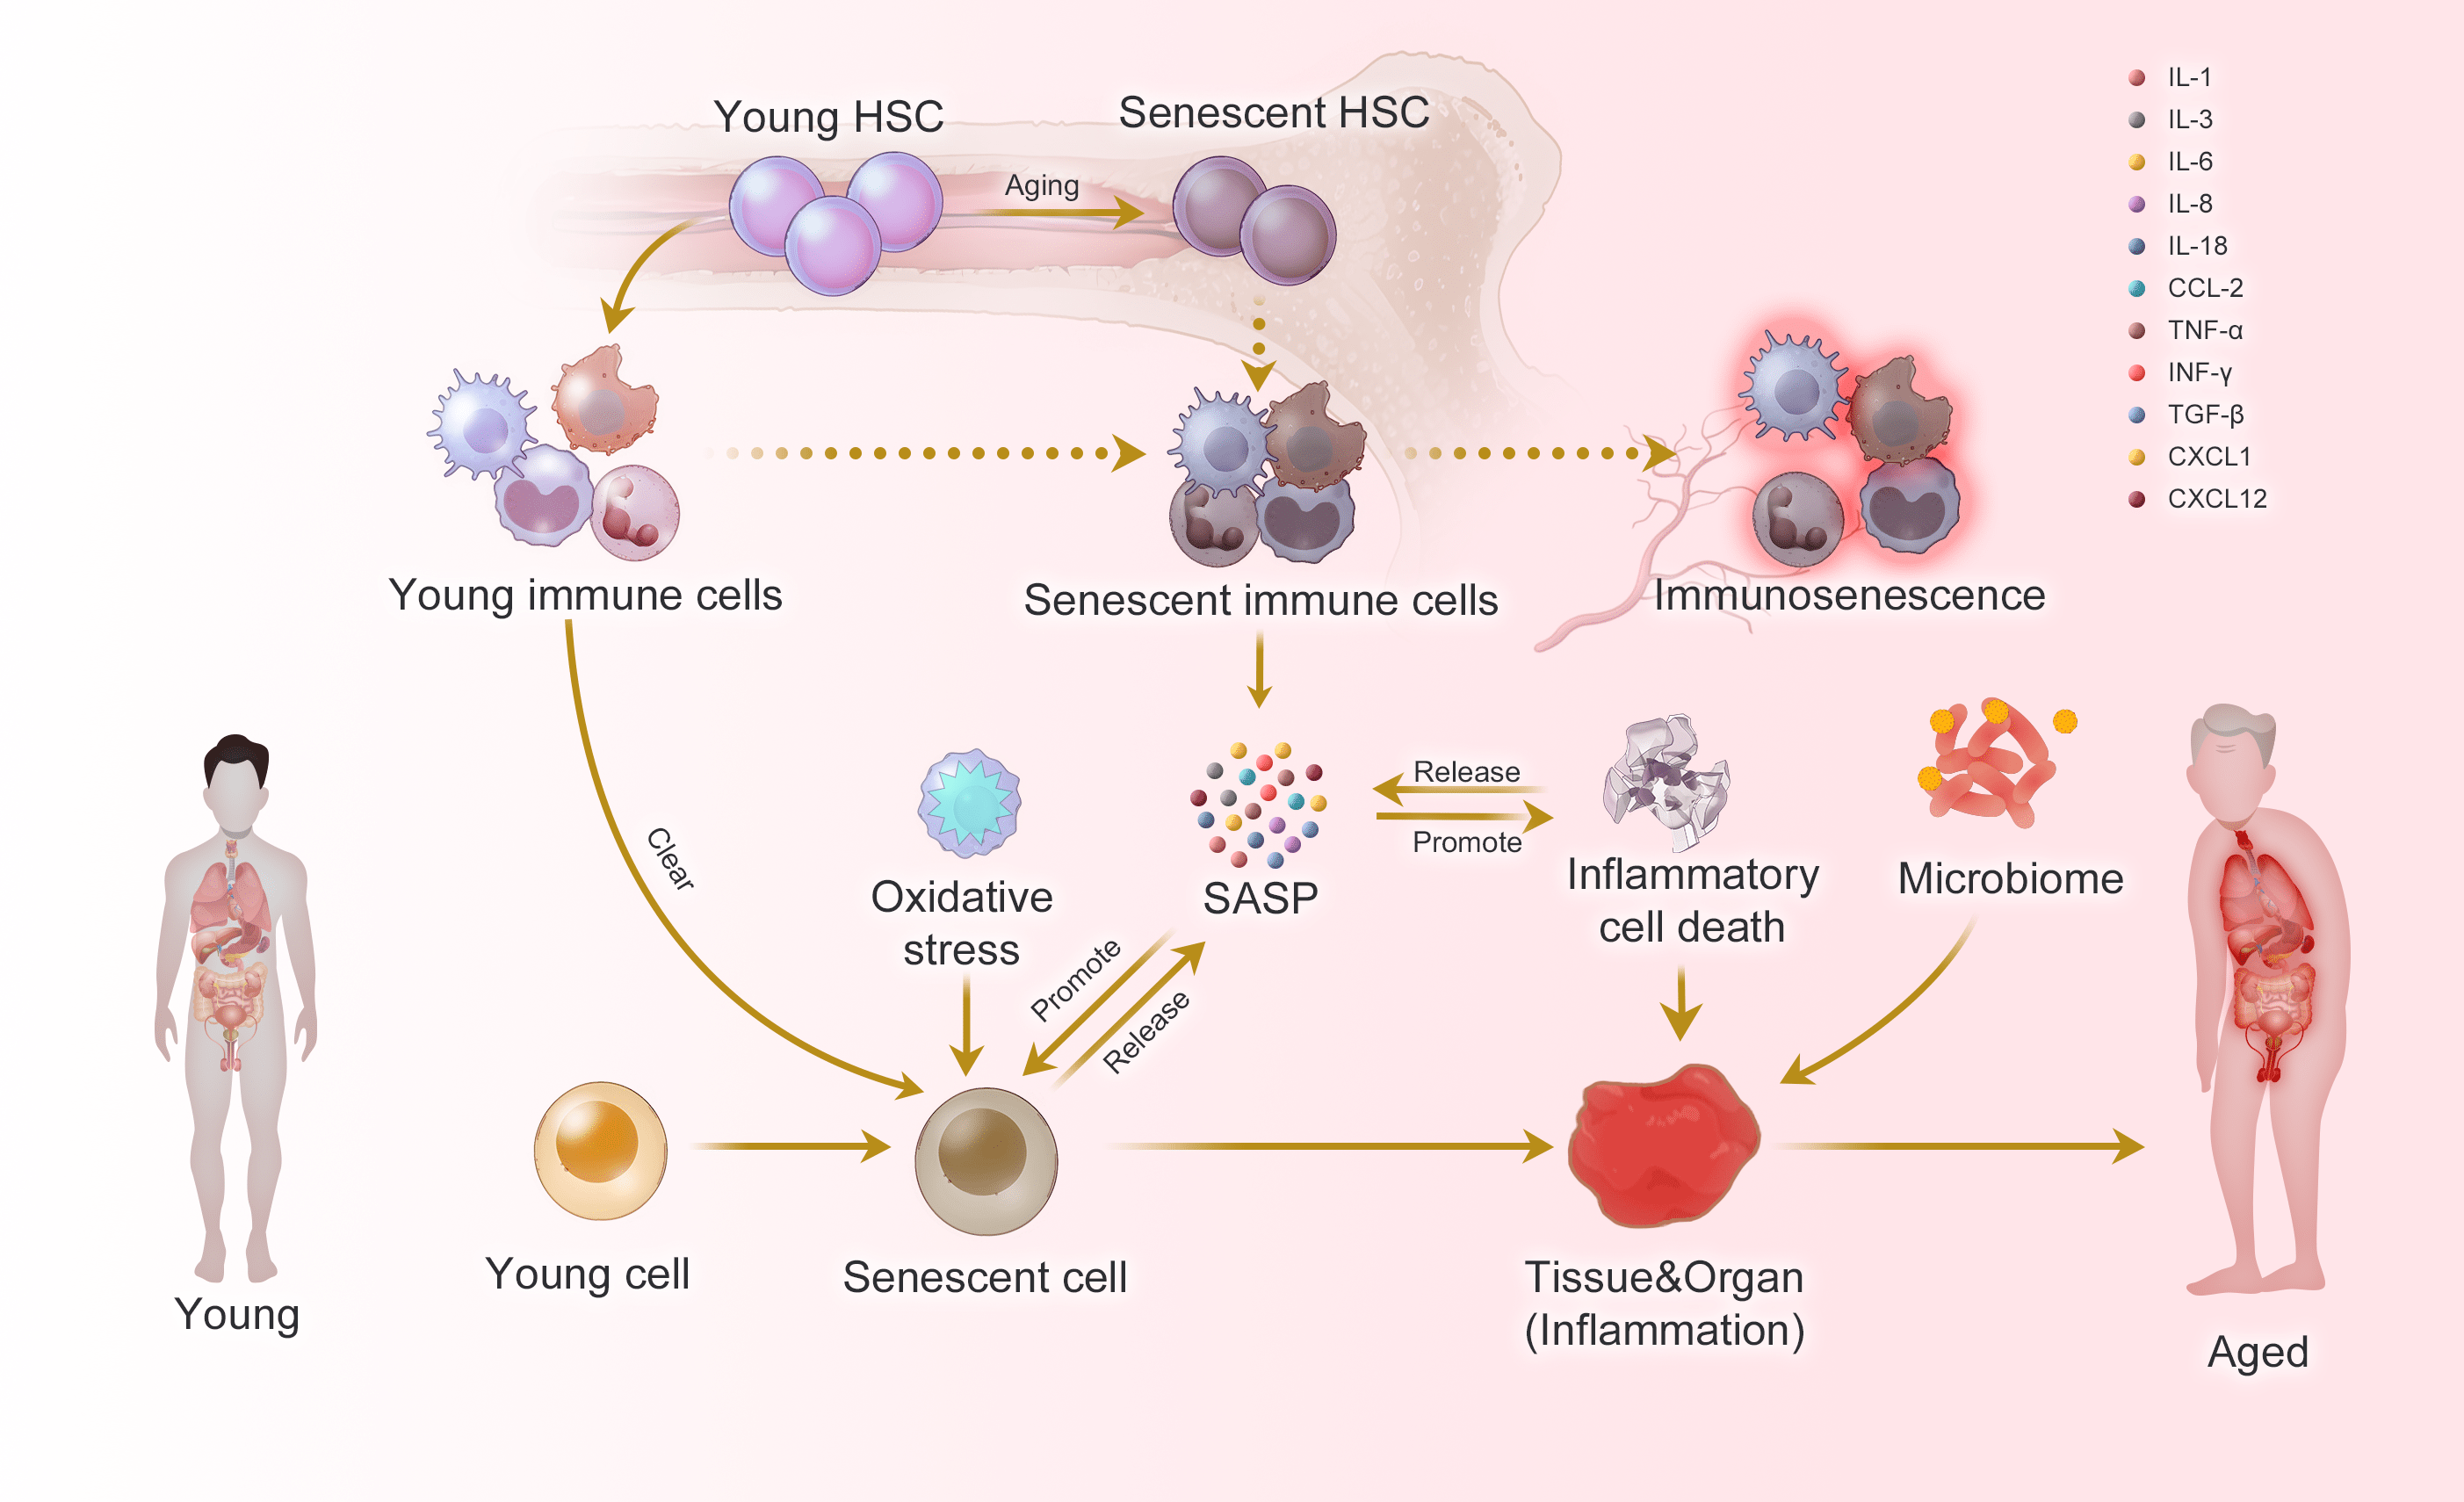 Young HSC
Senescent HSC
Aging
IL-1
IL-3
IL-6
IL-8
IL-18
CCL-2
TNF-α
INF-γ
TGF-β
CXCL1
CXCL12
Young immune cells
Senescent immune cells
Immunosenescence
Clear
Oxidative
stress
SASP
Release
Promote
Inflammatory
cell death
Microbiome
Promote
Release
Young cell
Senescent cell
Tissue&Organ
(Inflammation)
Young
Aged